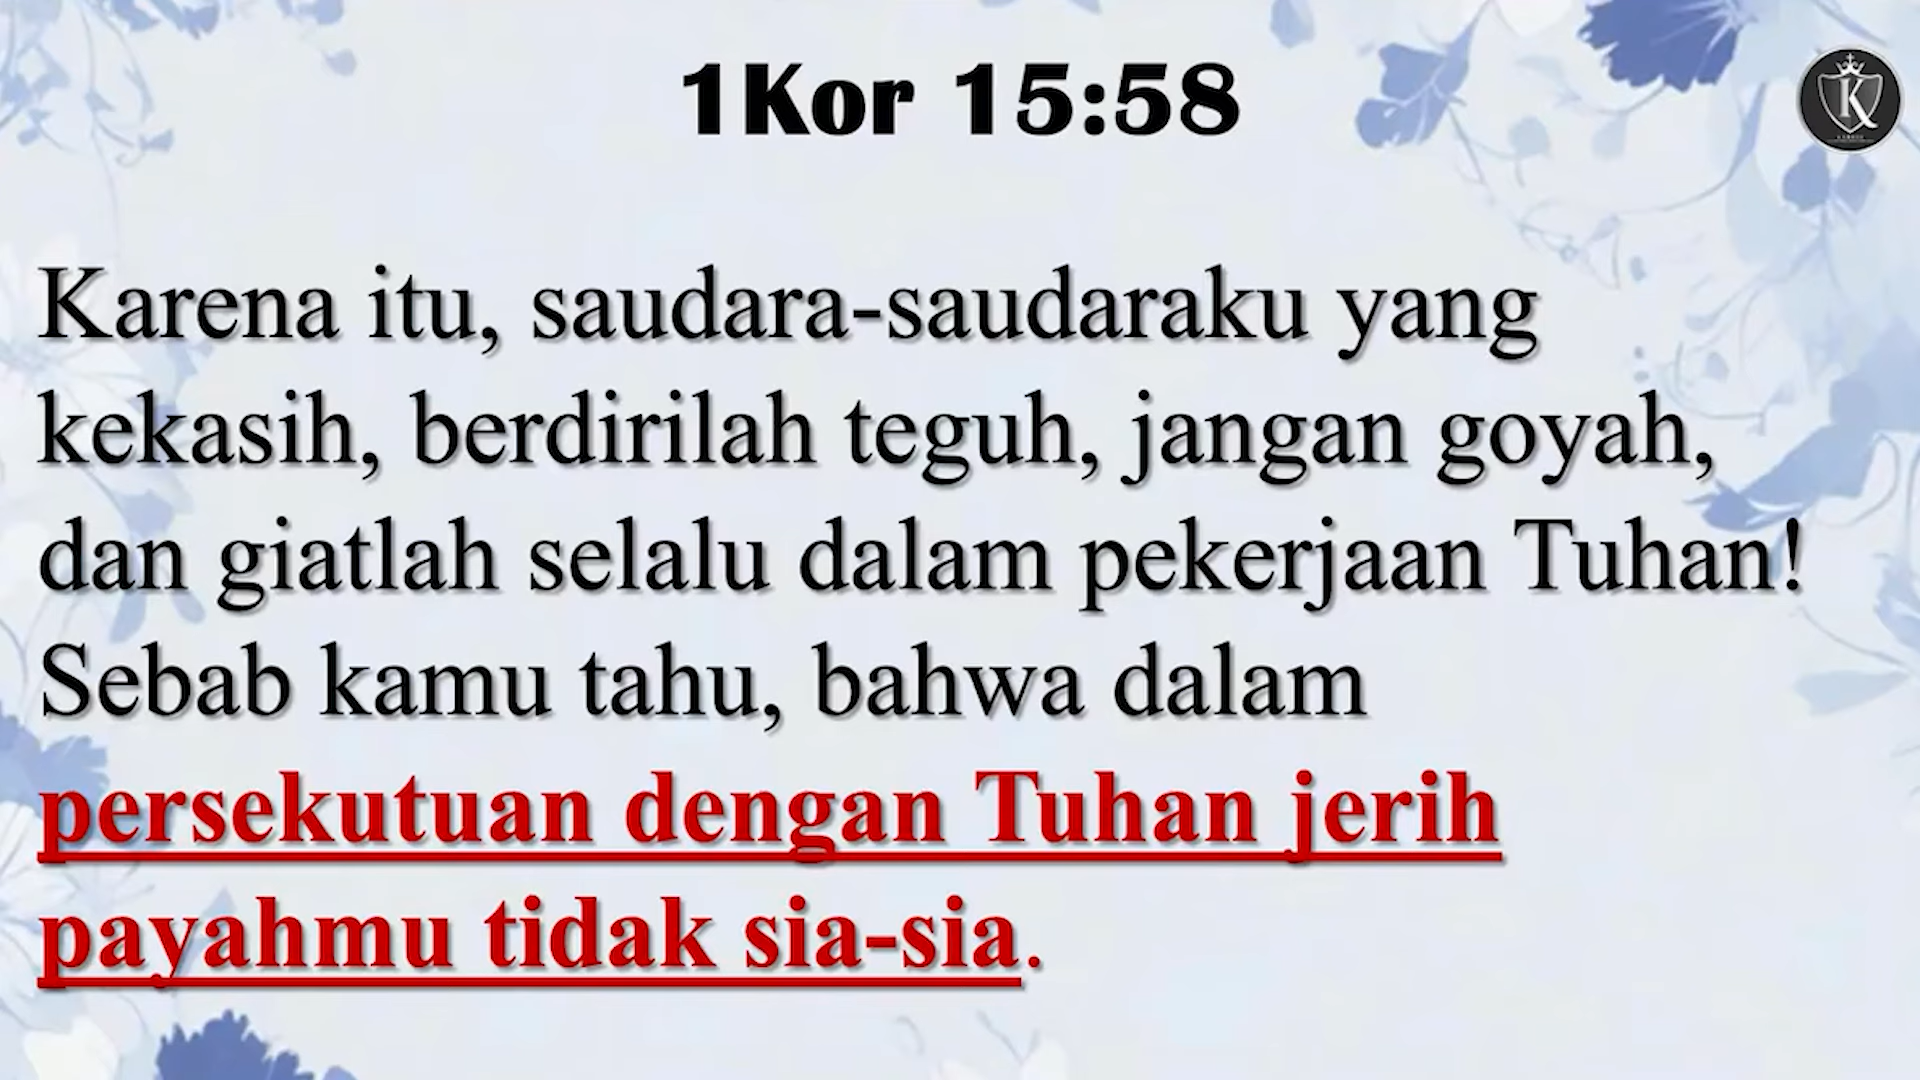 1Kor 15:58
K
Karena itu, saudara-saudaraku yang
kekasih, berdirilah teguh, jangan goyah,
dan giatlah selalu dalam pekerjaan Tuhan!
Sebab kamu tahu, bahwa dalam
persekutuan dengan Tuhan jerih
payahmu tidak sia-sia.